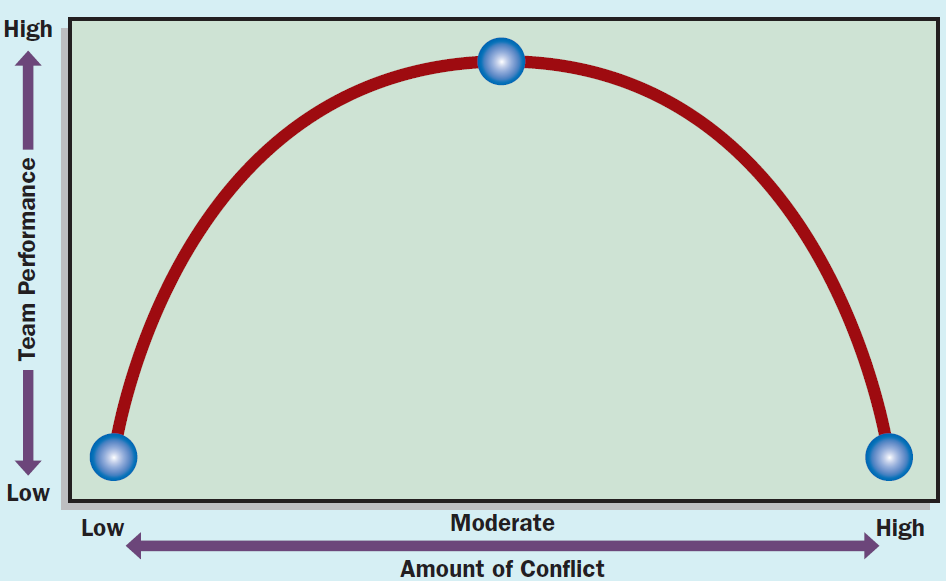 High
Team Performance
Low
Low
Moderate
High
Amount of Conflict